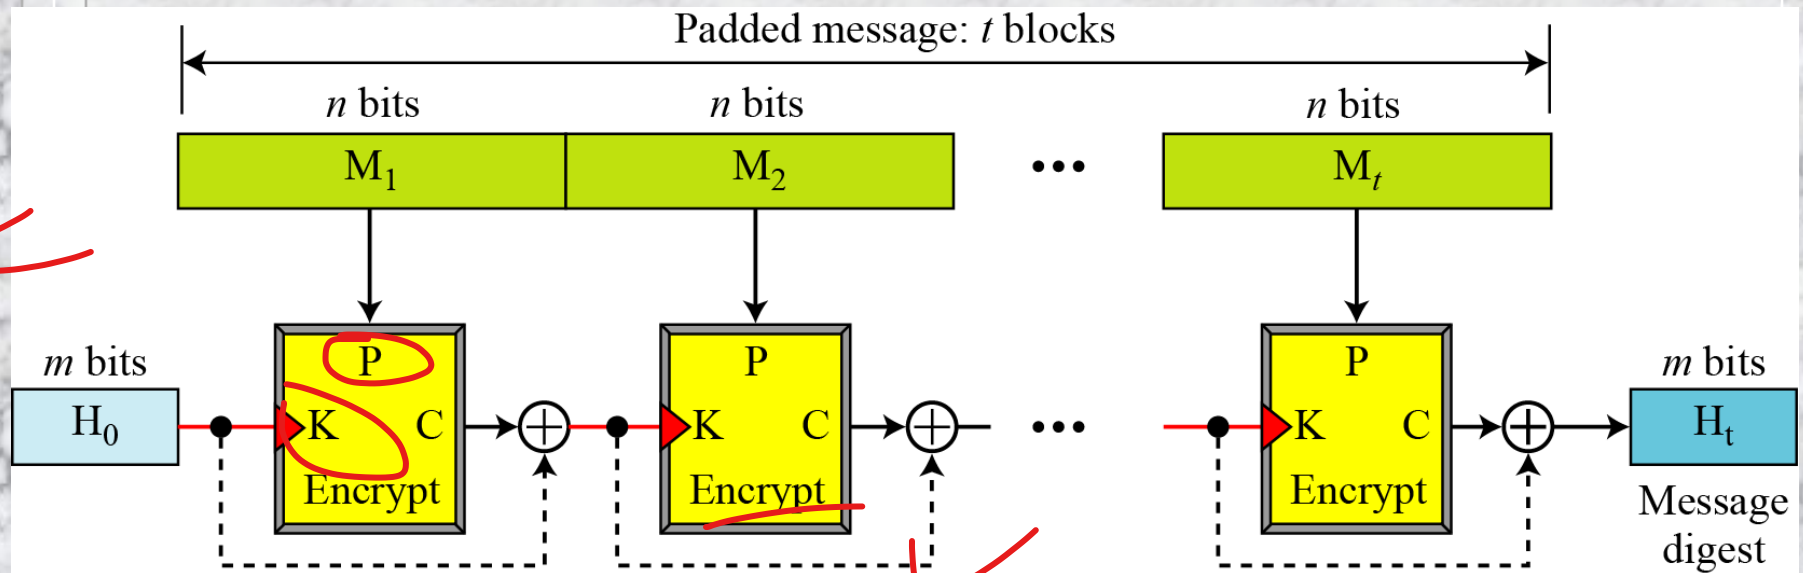 Padded message: t blocks
n bits n bits n bits
M1 M2 ••• Mt
m bits P P P m bits
H0 K C K C ••• K C Ht
Encrypt Encrypt Encrypt Message
digest